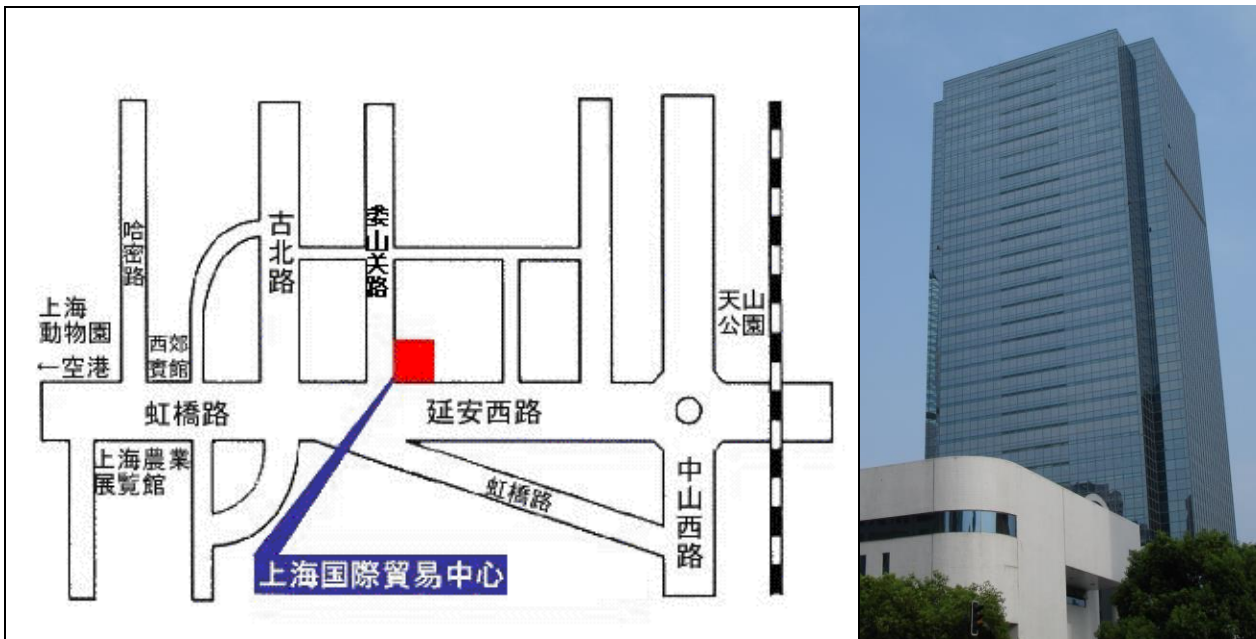 哈密路
古北路
娄山关路
上海
動物園
←空港
西郊
賓館
天山
公園
虹橋路
延安西路
上海農業
展覧館
虹橋路
中山西路
上海国際貿易中心